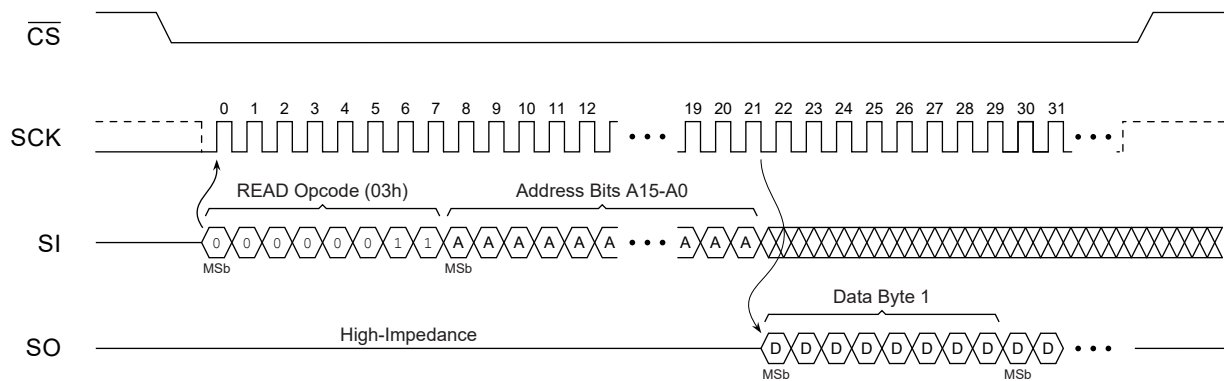 CS
0 1 2 3 4 5 6 7 8 9 10 11 12 19 20 21 22 23 24 25 26 27 28 29 30 31
SCK
READ Opcode (03h) Address Bits A15-A0
SI 0 0 0 0 0 0 1 1 A A A A A A A A A
MSb MSb
Data Byte 1
High-Impedance
SO D D D D D D D D D D
MSb MSb